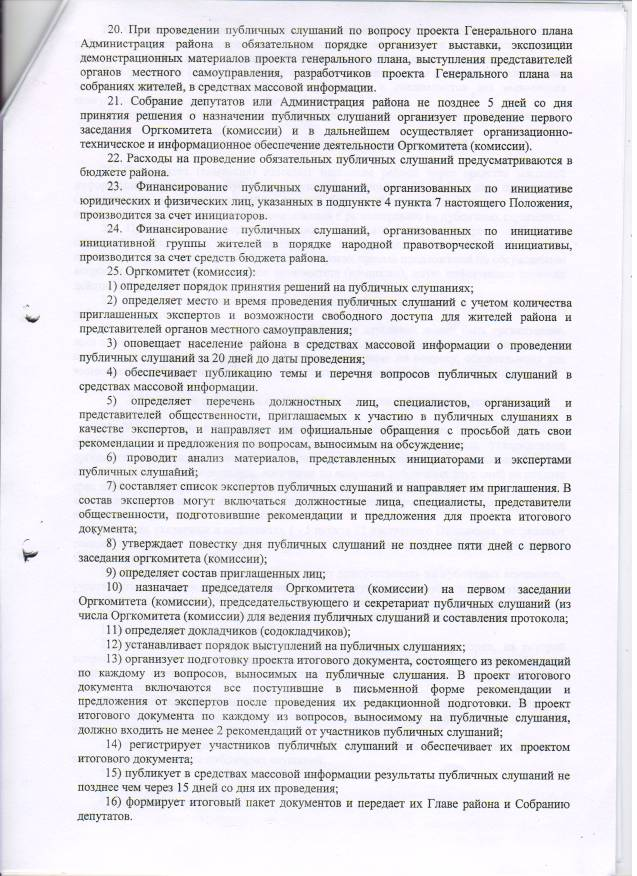 20. При проведении публичных слушаний по вопросу проекта Генерального плана
Администрация района в обязательном порядке организует выставки, экспозиции
демонстрационных материалов проекта генерального плана, выступления представителей
органов местного самоуправления, разработчиков проекта Генерального плана на
собраниях жителей, в средствах массовой информации.
21. Собрание депутатов или Администрация района не позднее 5 дней со дня
принятия решения о назначении публичных слушаний организует проведение первого
заседания Оргкомитета (комиссии) и в дальнейшем осуществляет организационно-
техническое и информационное обеспечение деятельности Оргкомитета (комиссии).
22. Расходы на проведение обязательных публичных слушаний предусматриваются в
бюджете района.
23. Финансирование публичных слушаний, организованных по инициативе
юридических и физических лиц, указанных в подпункте 4 пункта 7 настоящего Положения,
производится за счет инициаторов.
24. Финансирование публичных слушаний, организованных по инициативе
инициативной группы жителей в порядке народной правотворческой инициативы,
производится за счет средств бюджета района.
25. Оргкомитет (комиссия):
1) определяет порядок принятия решений на публичных слушаниях;
2) определяет место и время проведения публичных слушаний с учетом количества
приглашенных экспертов и возможности свободного доступа для жителей района и
представителей органов местного самоуправления;
3) оповещает население района в средствах массовой информации о проведении
публичных слушаний за 20 дней до даты проведения;
4) обеспечивает публикацию темы и перечня вопросов публичных слушаний в
средствах массовой информации.
5) определяет перечень должностных лиц, специалистов, организаций и
представителей общественности, приглашаемых к участию в публичных слушаниях в
качестве экспертов, и направляет им официальные обращения с просьбой дать свои
рекомендации и предложения по вопросам, выносимым на обсуждение;
6) проводит анализ материалов, представленных инициаторами и экспертами
публичных слушаний;
7) составляет список экспертов публичных слушаний и направляет им приглашения. В
состав экспертов могут включаться должностные лица, специалисты, представители
общественности, подготовившие рекомендации и предложения для проекта итогового
документа;
8) утверждает повестку дня публичных слушаний не позднее пяти дней с первого
заседания оргкомитета (комиссии);
9) определяет состав приглашенных лиц;
10) назначает председателя Оргкомитета (комиссии) на первом заседании
Оргкомитета (комиссии), председательствующего и секретариат публичных слушаний (из
числа Оргкомитета (комиссии) для ведения публичных слушаний и составления протокола;
11) определяет докладчиков (содокладчиков);
12) устанавливает порядок выступлений на публичных слушаниях;
13) организует подготовку проекта итогового документа, состоящего из рекомендаций
по каждому из вопросов, выносимых на публичные слушания. В проект итогового
документа включаются все поступившие в письменной форме рекомендации и
предложения от экспертов после проведения их редакционной подготовки. В проект
итогового документа по каждому из вопросов, выносимому на публичные слушания,
должно входить не менее 2 рекомендаций от участников публичных слушаний;
14) регистрирует участников публичных слушаний и обеспечивает их проектом
итогового документа;
15) публикует в средствах массовой информации результаты публичных слушаний не
позднее чем через 15 дней со дня их проведения;
16) формирует итоговый пакет документов и передает их Главе района и Собранию
депутатов.